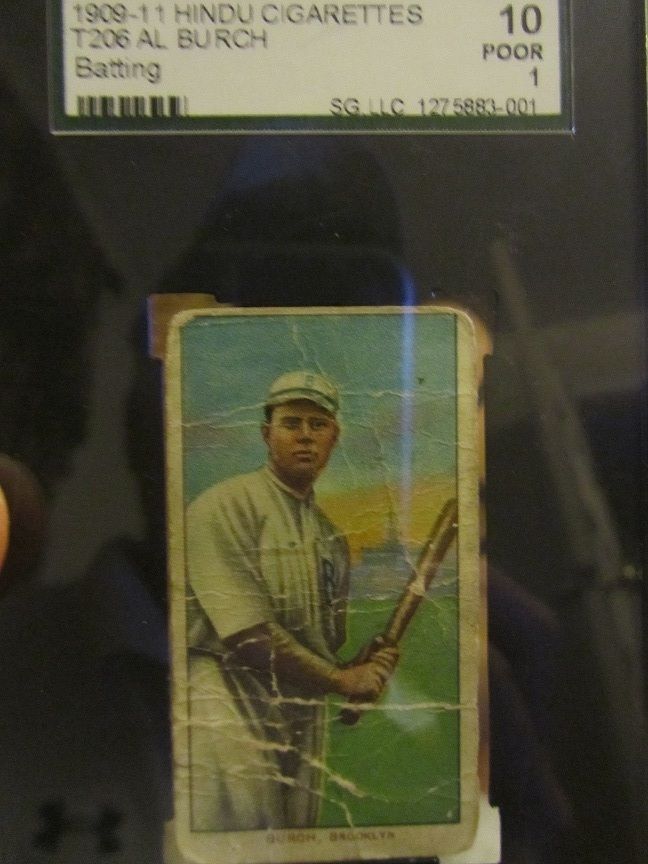 1909-11 HINDU CIGARETTES 10
T206 AL BURCH POOR
Batting 1
SG, LLC 1275883-001
B
BURCH, BROOKLYN